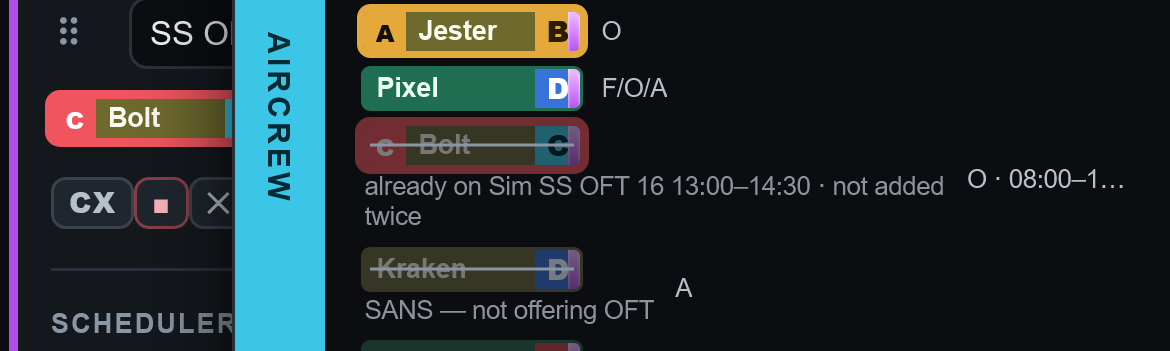 SS O
C Bolt
CX
SCHEDULER
AIRCREW
A Jester B O
Pixel D F/O/A
C Bolt C
already on Sim SS OFT 16 13:00–14:30 · not added
twice
O · 08:00–1…
Kraken D
SANS — not offering OFT
A